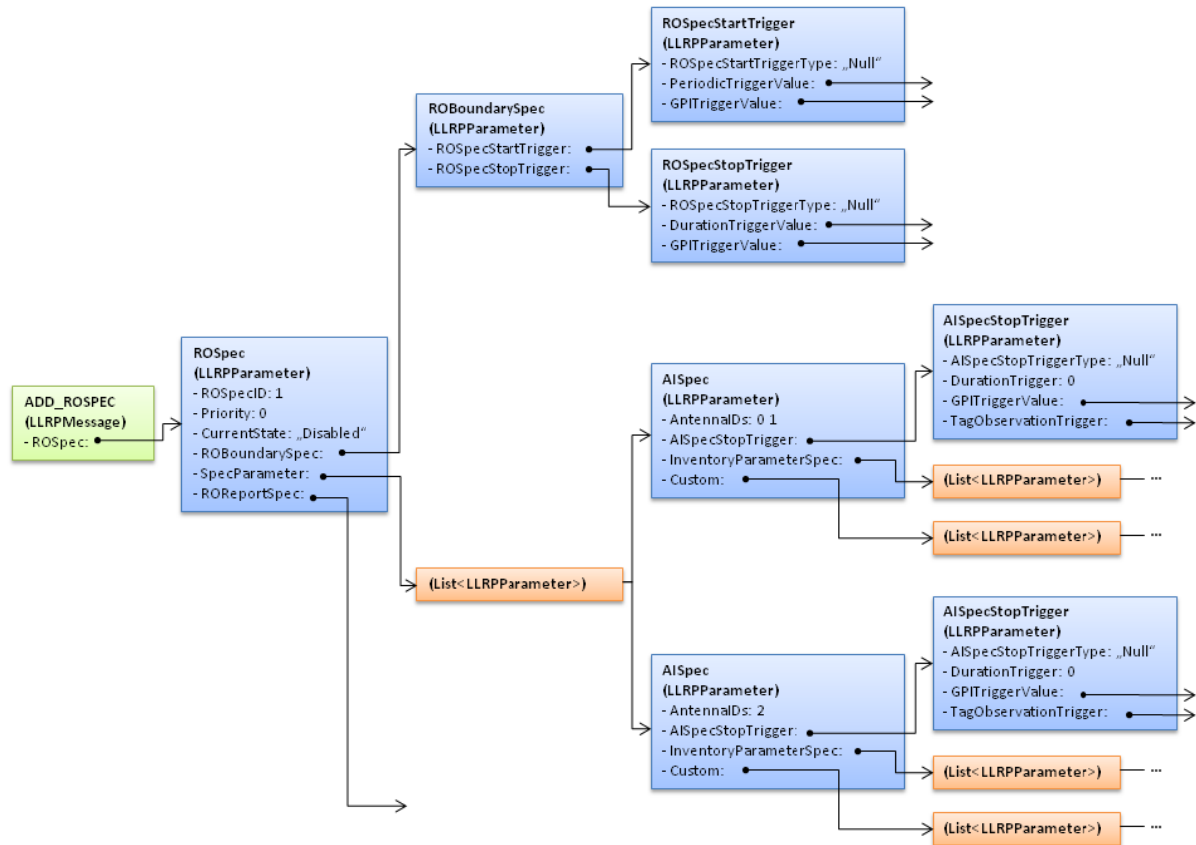 ROSpecStartTrigger
(LLRPParameter)
- ROSpecStartTriggerType: „Null“
- PeriodicTriggerValue:
- GPITriggerValue:
ROBoundarySpec
(LLRPParameter)
- ROSpecStartTrigger:
- ROSpecStopTrigger:
ROSpecStopTrigger
(LLRPParameter)
- ROSpecStopTriggerType: „Null“
- DurationTriggerValue:
- GPITriggerValue:
ADD_ROSPEC
(LLRPMessage)
- ROSpec:
ROSpec
(LLRPParameter)
- ROSpecID: 1
- Priority: 0
- CurrentState: „Disabled“
- ROBoundarySpec:
- SpecParameter:
- ROReportSpec:
(List<LLRPParameter>)
AISpec
(LLRPParameter)
- AntennaIDs: 0 1
- AISpecStopTrigger:
- InventoryParameterSpec:
- Custom:
AISpecStopTrigger
(LLRPParameter)
- AISpecStopTriggerType: „Null“
- DurationTrigger: 0
- GPITriggerValue:
- TagObservationTrigger:
(List<LLRPParameter>) ...
(List<LLRPParameter>) ...
AISpec
(LLRPParameter)
- AntennaIDs: 2
- AISpecStopTrigger:
- InventoryParameterSpec:
- Custom:
AISpecStopTrigger
(LLRPParameter)
- AISpecStopTriggerType: „Null“
- DurationTrigger: 0
- GPITriggerValue:
- TagObservationTrigger:
(List<LLRPParameter>) ...
(List<LLRPParameter>) ...